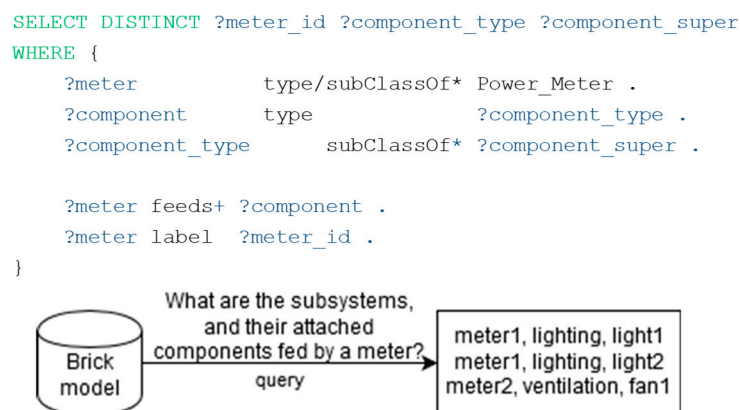 SELECT DISTINCT ?meter_id ?component_type ?component_super
WHERE {
?meter type/subClassOf* Power_Meter .
?component type ?component_type .
?component_type subClassOf* ?component_super .
?meter feeds+ ?component .
?meter label ?meter_id .
}
What are the subsystems,
and their attached
components fed by a meter?
query
Brick
model
meter1, lighting, light1
meter1, lighting, light2
meter2, ventilation, fan1